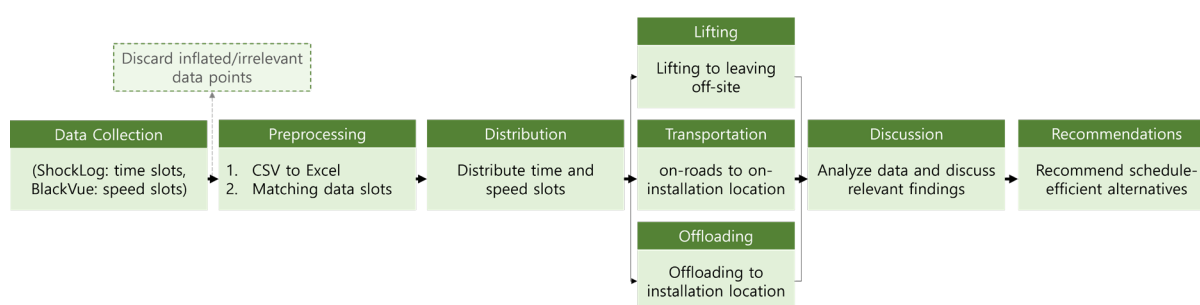 Discard inflated/irrelevant
data points
Data Collection
(ShockLog: time slots,
BlackVue: speed slots)
Preprocessing
1. CSV to Excel
2. Matching data slots
Distribution
Distribute time and
speed slots
Lifting
Lifting to leaving
off-site
Transportation
on-roads to on-
installation location
Offloading
Offloading to
installation location
Discussion
Analyze data and discuss
relevant findings
Recommendations
Recommend schedule-
efficient alternatives